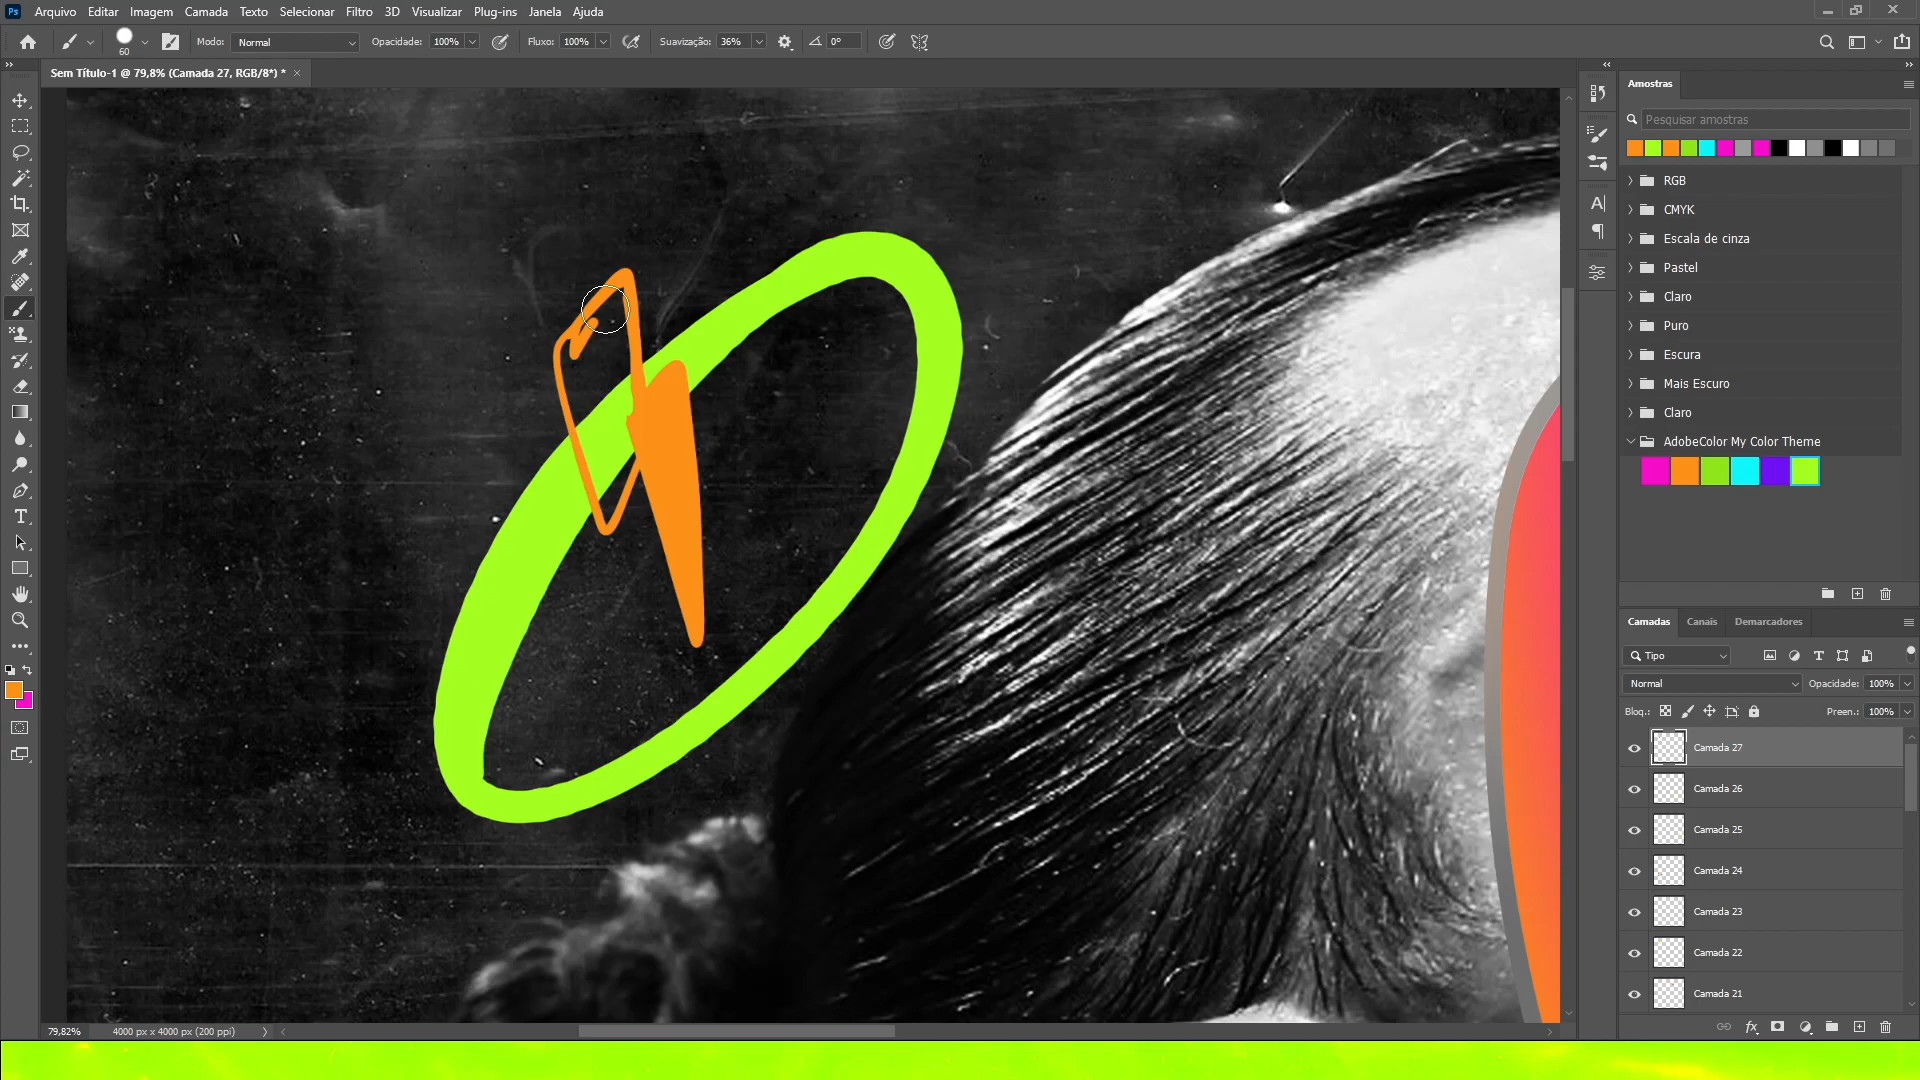 Ps Arquivo Editar Imagem Camada Texto Selecionar Filtro 3D Visualizar Plug-ins Janela Ajuda
60 Modo: Normal Opacidade: 100% Fluxo: 100% Suavização: 36% 0°
Sem Título-1 @ 79,8% (Camada 27, RGB/8*) * ×
Amostras
Pesquisar amostras
RGB
CMYK
Escala de cinza
Pastel
Claro
Puro
Escura
Mais Escuro
Claro
AdobeColor My Color Theme
Camadas Canais Demarcadores
Tipo
Normal Opacidade: 100%
Bloq.: Preen.: 100%
Camada 27
Camada 26
Camada 25
Camada 24
Camada 23
Camada 22
Camada 21
fx
79,82% 4000 px x 4000 px (200 ppi)